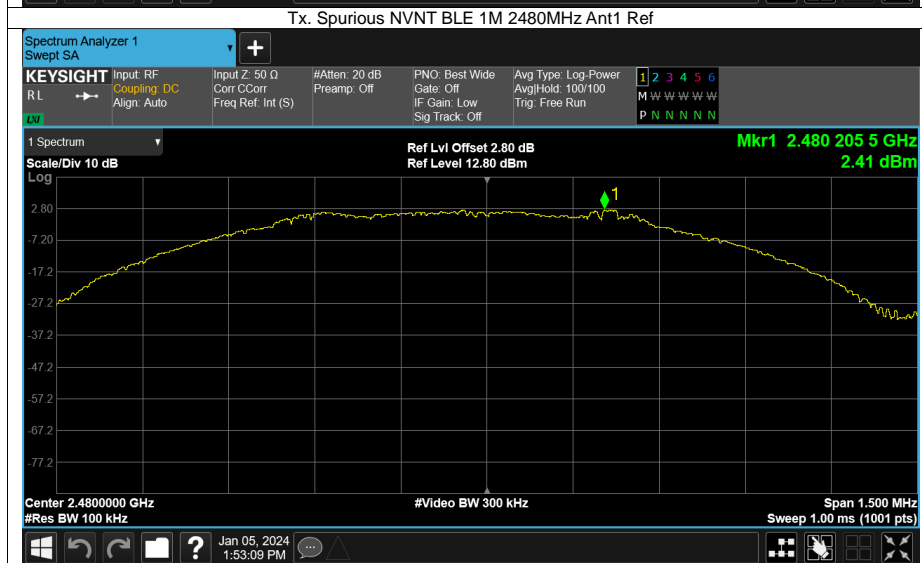 Tx. Spurious NVNT BLE 1M 2480MHz Ant1 Ref
Spectrum Analyzer 1
Swept SA
KEYSIGHT
RL
LXI
Input: RF
Coupling: DC
Align: Auto
Input Z: 50 Ω
Corr CCorr
Freq Ref: Int (S)
#Atten: 20 dB
Preamp: Off
PNO: Best Wide
Gate: Off
IF Gain: Low
Sig Track: Off
Avg Type: Log-Power
Avg|Hold: 100/100
Trig: Free Run
1 2 3 4 5 6
M W W W W W
P N N N N N
1 Spectrum
Scale/Div 10 dB
Ref Lvl Offset 2.80 dB
Ref Level 12.80 dBm
Mkr1 2.480 205 5 GHz
2.41 dBm
Log
1
2.80
-7.20
-17.2
-27.2
-37.2
-47.2
-57.2
-67.2
-77.2
Center 2.4800000 GHz
#Res BW 100 kHz
#Video BW 300 kHz
Span 1.500 MHz
Sweep 1.00 ms (1001 pts)
?
Jan 05, 2024
1:53:09 PM